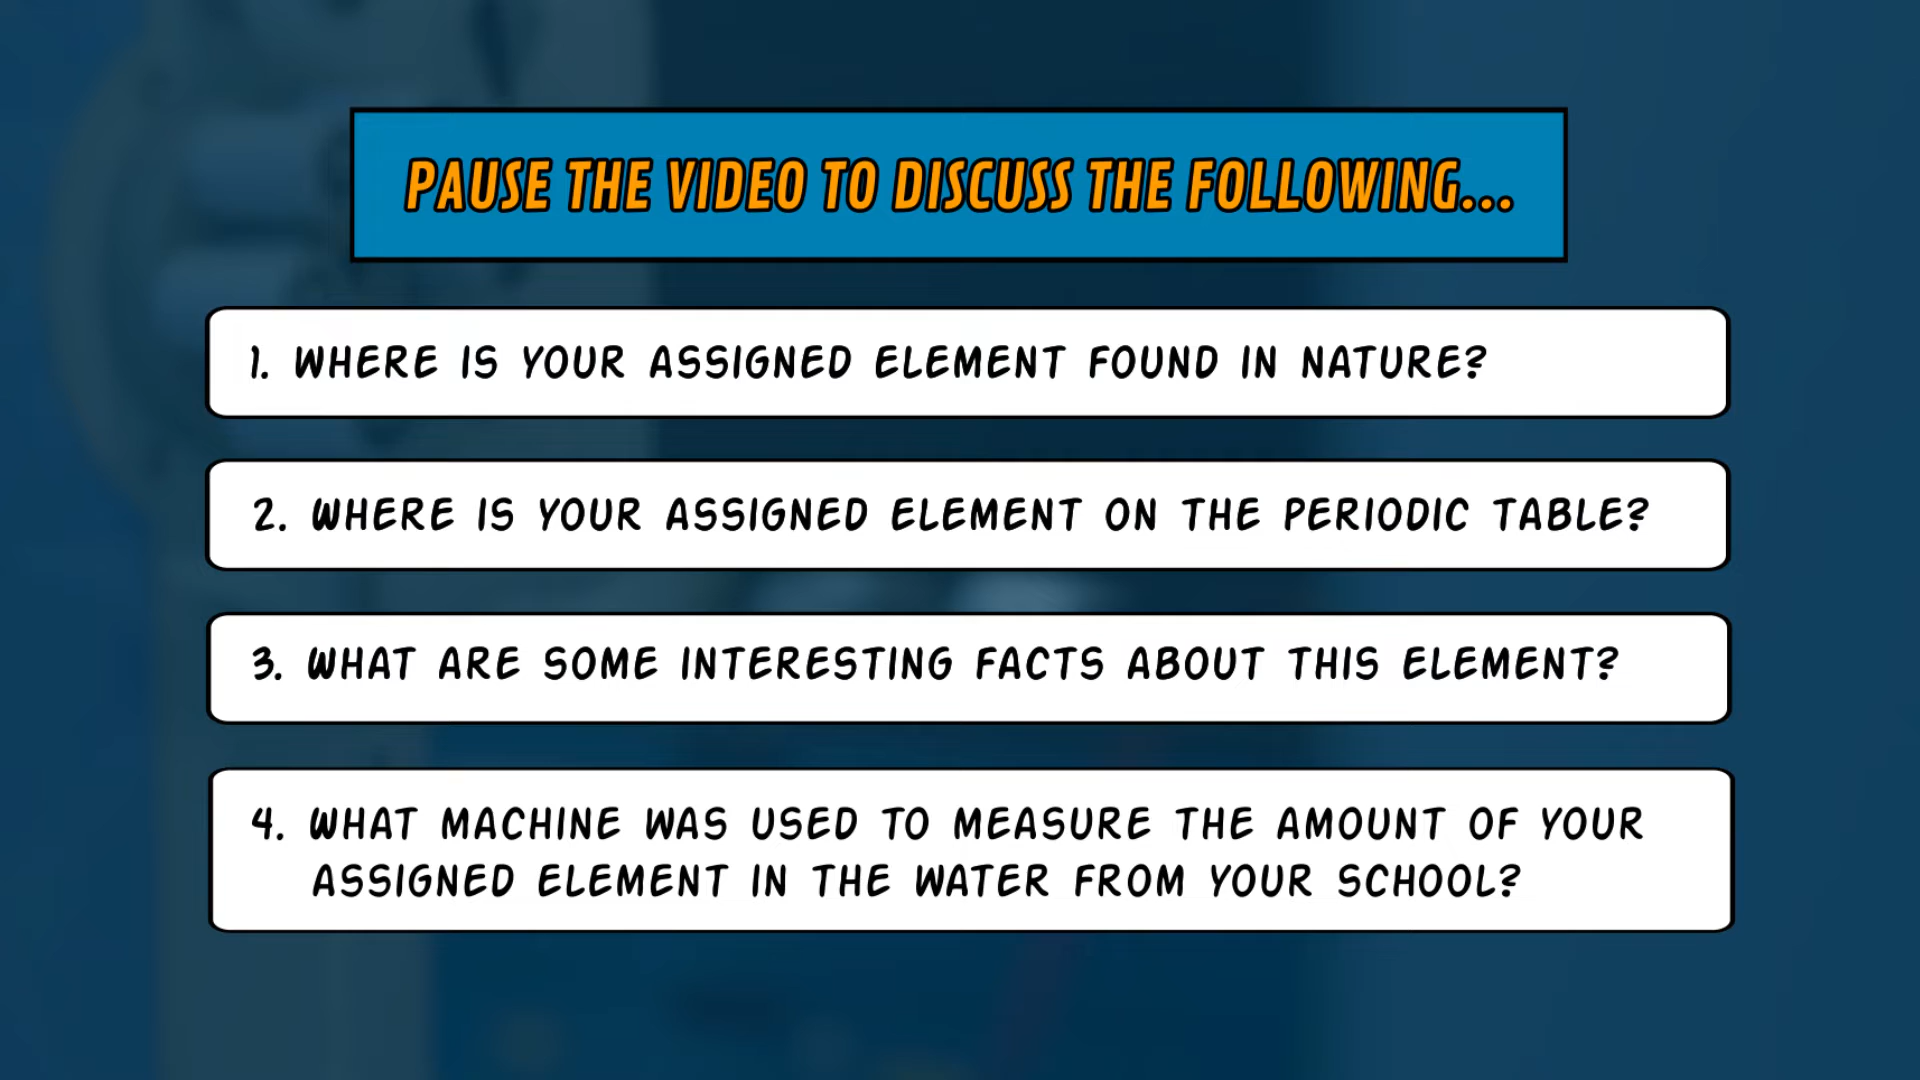 PAUSE THE VIDEO TO DISCUSS THE FOLLOWING...
1. WHERE IS YOUR ASSIGNED ELEMENT FOUND IN NATURE?
2. WHERE IS YOUR ASSIGNED ELEMENT ON THE PERIODIC TABLE?
3. WHAT ARE SOME INTERESTING FACTS ABOUT THIS ELEMENT?
4. WHAT MACHINE WAS USED TO MEASURE THE AMOUNT OF YOUR
ASSIGNED ELEMENT IN THE WATER FROM YOUR SCHOOL?